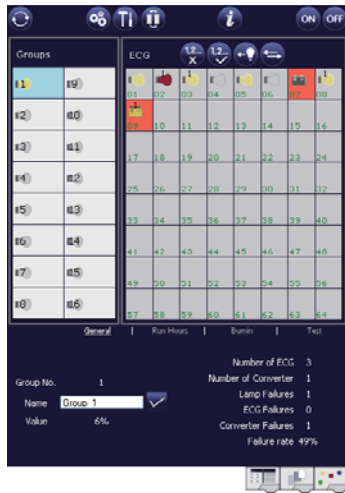 Ti i ON OFF
Groups ECG 1,2... X 1,2...
1) 9) 01 02 03 04 05 06 07 08
2) 10) 09 10 11 12 13 14 15 16
3) 11) 17 18 19 20 21 22 23 24
4) 12) 25 26 27 28 29 30 31 32
5) 13) 33 34 35 36 37 38 39 40
6) 14) 41 42 43 44 45 46 47 48
7) 15) 49 50 51 52 53 54 55 56
8) 16) 57 58 59 60 61 62 63 64
General | Run Hours | Burnin | Test
Number of ECG 3
Group No. 1 Number of Converter 1
Name Group 1 Lamp Failures 1
Value 6% ECG Failures 0
Converter Failures 1
Failure rate 49%